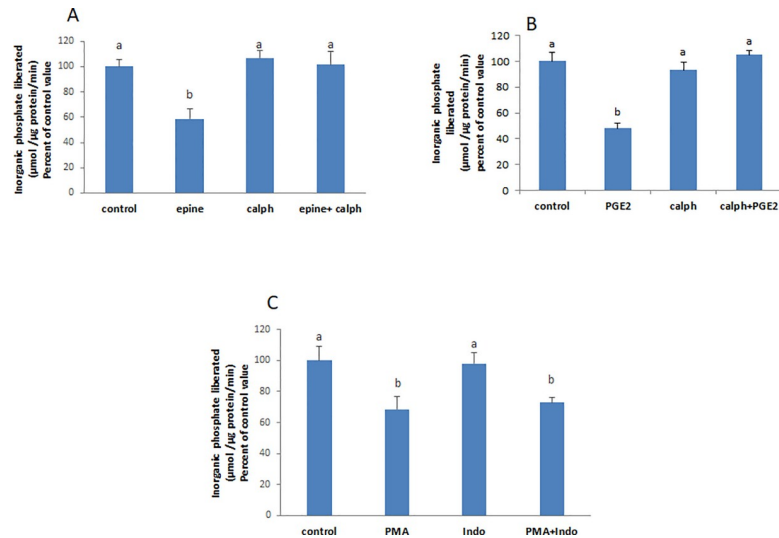 A
Inorganic phosphate liberated
(µmol /µg protein/min)
Percent of control value
120
100
80
60
40
20
0
a
b
a
a
control epine calph epine+ calph
B
Inorganic phosphate
liberated
(µmol /µg protein/min)
percent of control value
120
100
80
60
40
20
0
a
b
a
a
control PGE2 calph calph+PGE2
C
Inorganic phosphate liberated
(µmol /µg protein/min)
Percent of control value
120
100
80
60
40
20
0
a
b
a
b
control PMA Indo PMA+Indo